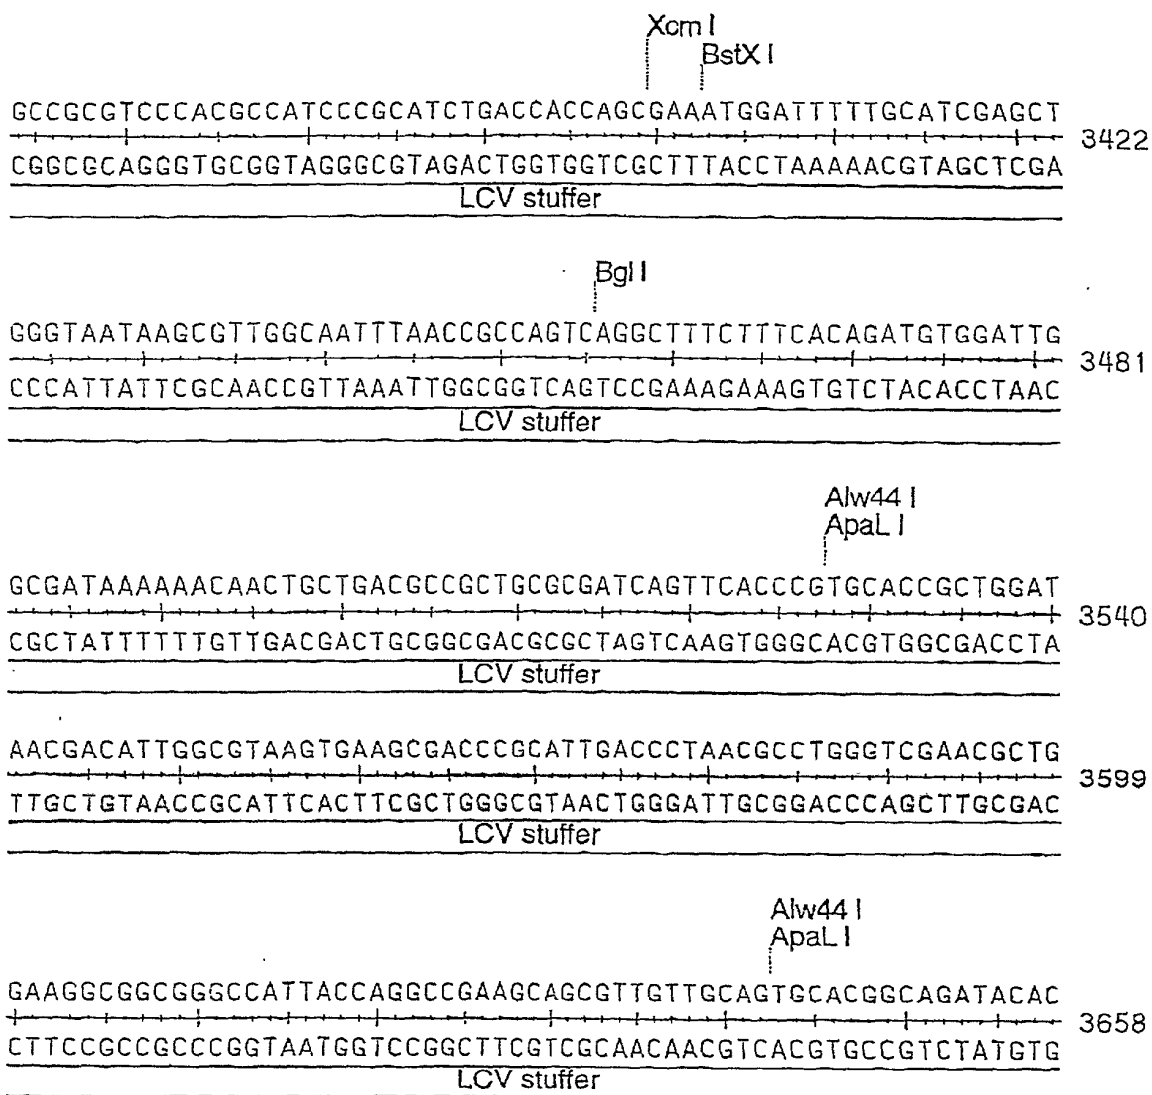 Xcm I
BstX I
GCCGCGTCCCACGCCATCCCGCATCTGACCACCAGCGAAATGGATTTTTGCATCGAGCT
3422
CGGCGCAGGGTGCGGTAGGGCGTAGACTGGTGGTCGCTTTACCTAAAAACGTAGCTCGA
LCV stuffer
Bgl I
GGGTAATAAGCGTTGGCAATTTAACCGCCAGTCAGGCTTTCTTTCACAGATGTGGATTG
3481
CCCATTATTCGCAACCGTTAAATTGGCGGTCAGTCCGAAAGAAAGTGTCTACACCTAAC
LCV stuffer
Alw44 I
ApaL I
GCGATAAAAAACAACTGCTGACGCCGCTGCGCGATCAGTTCACCCGTGCACCGCTGGAT
3540
CGCTATTTTTTGTTGACGACTGCGGCGACGCGCTAGTCAAGTGGGCACGTGGCGACCTA
LCV stuffer
AACGACATTGGCGTAAGTGAAGCGACCCGCATTGACCCTAACGCCTGGGTCGAACGCTG
3599
TTGCTGTAACCGCATTCACTTCGCTGGGCGTAACTGGGATTGCGGACCCAGCTTGCGAC
LCV stuffer
Alw44 I
ApaL I
GAAGGCGGCGGGCCATTACCAGGCCGAAGCAGCGTTGTTGCAGTGCACGGCAGATACAC
3658
CTTCCGCCGCCCGGTAATGGTCCGGCTTCGTCGCAACAACGTCACGTGCCGTCTATGTG
LCV stuffer